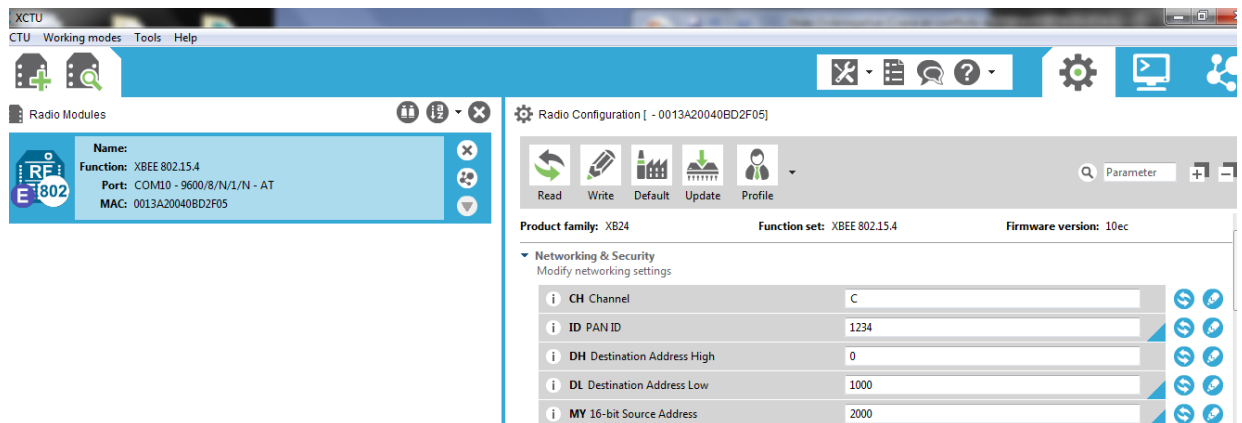 XCTU
CTU Working modes Tools Help
Radio Modules
Name:
Function: XBEE 802.15.4
Port: COM10 - 9600/8/N/1/N - AT
MAC: 0013A20040BD2F05
RF
802
E
Radio Configuration [ - 0013A20040BD2F05]
Read Write Default Update Profile
Parameter
Product family: XB24 Function set: XBEE 802.15.4 Firmware version: 10ec
Networking & Security
Modify networking settings
i CH Channel C
i ID PAN ID 1234
i DH Destination Address High 0
i DL Destination Address Low 1000
i MY 16-bit Source Address 2000